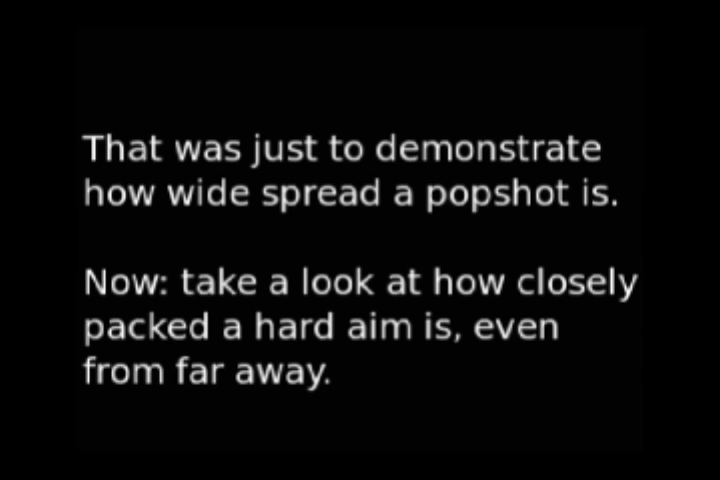 That was just to demonstrate
how wide spread a popshot is.
Now: take a look at how closely
packed a hard aim is, even
from far away.